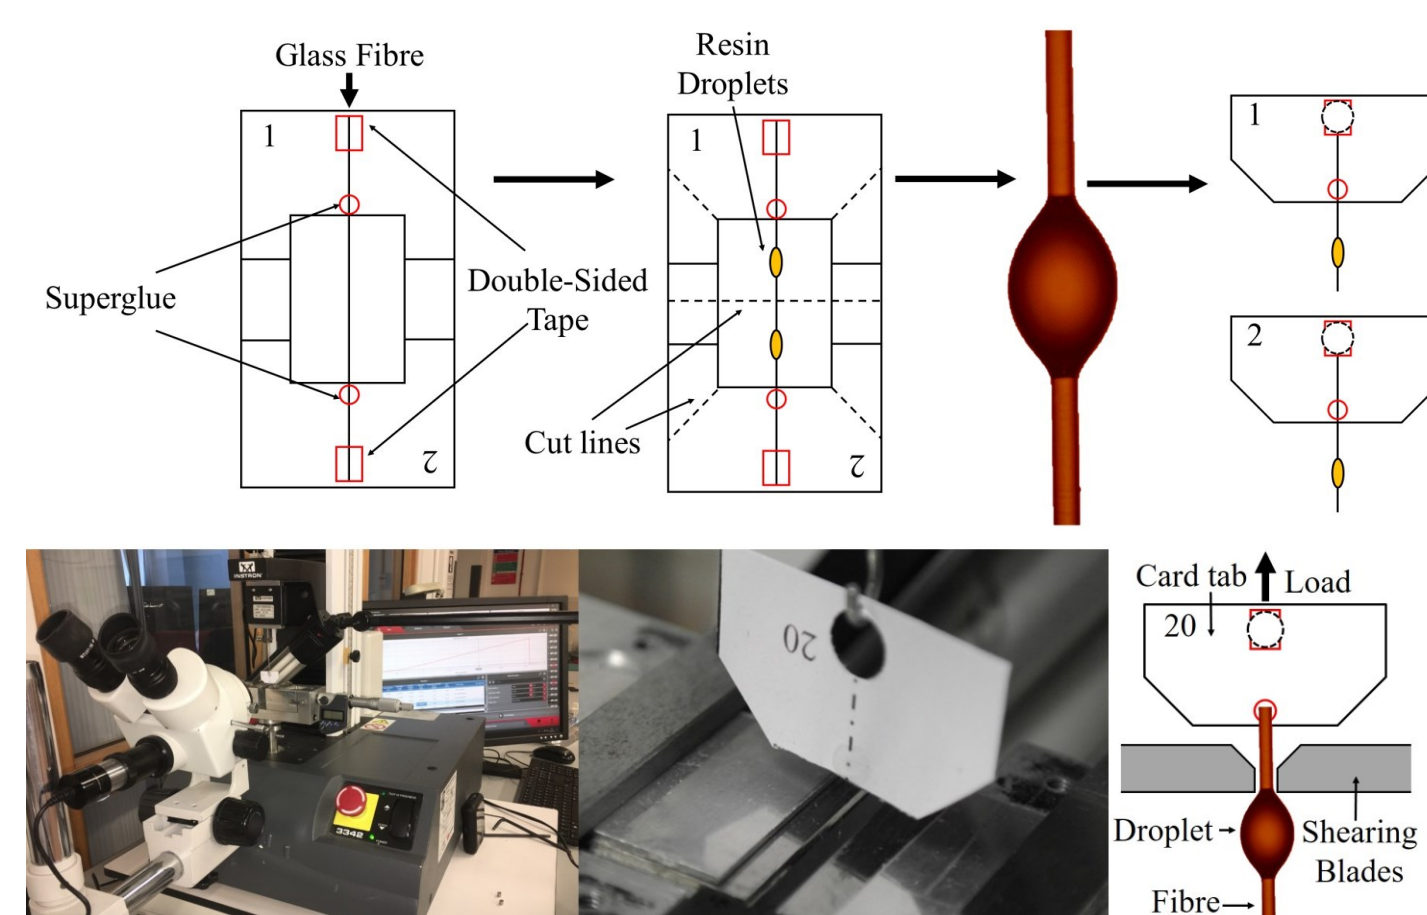 Glass Fibre
1
Superglue
Double-Sided
Tape
2
Resin
Droplets
1
Cut lines
2
1
2
INSTRON
3342
20
Card tab
Load
20
Droplet
Shearing
Blades
Fibre